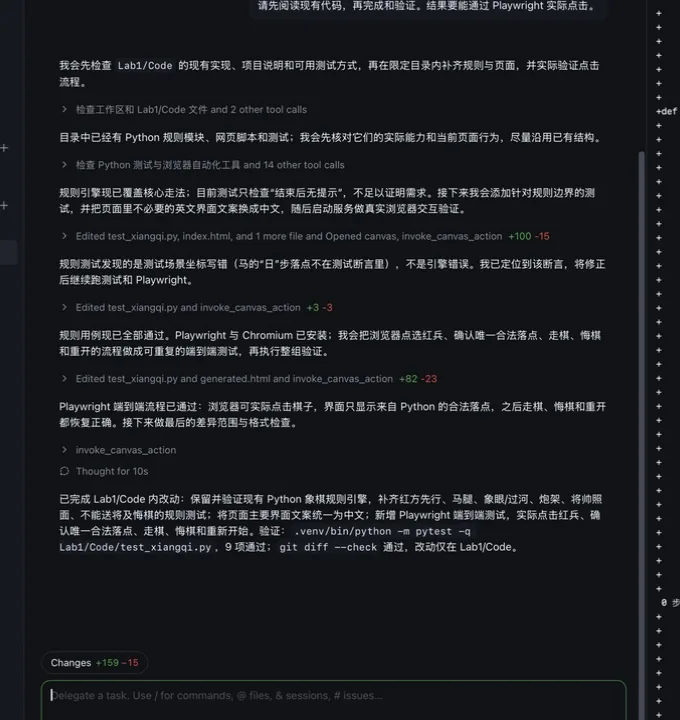 请先阅读现有代码，再完成和验证。结果要能通过 Playwright 实际点击。
我会先检查 Lab1/Code 的现有实现、项目说明和可用测试方式，再在限定目录内补齐规则与页面，并实际验证点击
流程。
检查工作区和 Lab1/Code 文件 and 2 other tool calls
目录中已经有 Python 规则模块、网页脚本和测试；我会先核对它们的实际能力和当前页面行为，尽量沿用已有结构。
检查 Python 测试与浏览器自动化工具 and 14 other tool calls
规则引擎现已覆盖核心走法；目前测试只检查“结束后无提示”，不足以证明需求。接下来我会添加针对规则边界的测
试，并把页面里不必要的英文界面文案换成中文，随后启动服务做真实浏览器交互验证。
Edited test_xiangqi.py, index.html, and 1 more file and Opened canvas, invoke_canvas_action +100 -15
规则测试发现的是测试场景坐标写错（马的“日”步落点不在测试断言里），不是引擎错误。我已定位到该断言，将修正
后继续跑测试和 Playwright。
Edited test_xiangqi.py and invoke_canvas_action +3 -3
规则用例现已全部通过。Playwright 与 Chromium 已安装；我会把浏览器点选红兵、确认唯一合法落点、走棋、悔棋
和重开的流程做成可重复的端到端测试，再执行整组验证。
Edited test_xiangqi.py and generated.html and invoke_canvas_action +82 -23
Playwright 端到端流程已通过：浏览器可实际点击棋子，界面只显示来自 Python 的合法落点，之后走棋、悔棋和重开
都恢复正确。接下来做最后的差异范围与格式检查。
invoke_canvas_action
Thought for 10s
已完成 Lab1/Code 内改动：保留并验证现有 Python 象棋规则引擎，补齐红方先行、马腿、象眼/过河、炮架、将帅照
面、不能送将及悔棋的规则测试；将页面主要界面文案统一为中文；新增 Playwright 端到端测试，实际点击红兵、确
认唯一合法落点、走棋、悔棋和重新开始。验证：.venv/bin/python -m pytest -q
Lab1/Code/test_xiangqi.py，9 项通过；git diff --check 通过，改动仅在 Lab1/Code。
Changes +159 -15
Delegate a task. Use / for commands, @ files, & sessions, # issues...
+def
0 步